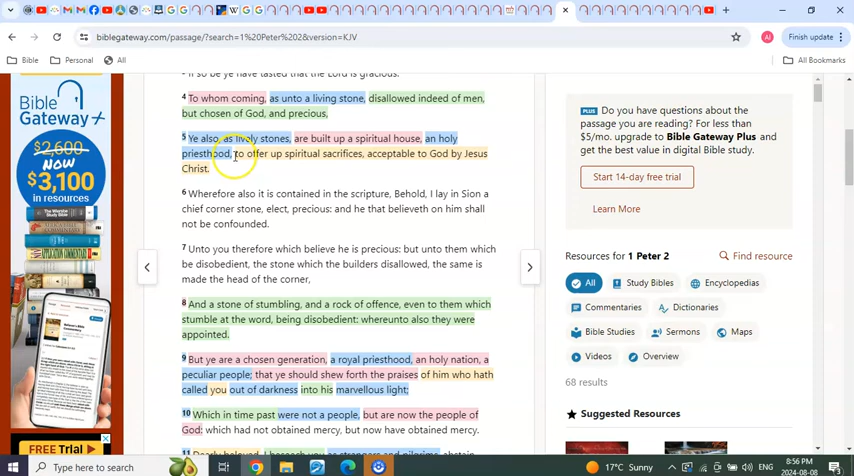 Finish update
biblegateway.com/passage/?search=1%20Peter%202&version=KJV
AI
Bible
Personal
All
All Bookmarks
Bible
Gateway+
$2,600
NOW
$3,100
in resources
FREE Trial
If so be ye have tasted that the Lord is gracious.
4 To whom coming, as unto a living stone, disallowed indeed of men,
but chosen of God, and precious,
5 Ye also, as lively stones, are built up a spiritual house, an holy
priesthood, to offer up spiritual sacrifices, acceptable to God by Jesus
Christ.
6 Wherefore also it is contained in the scripture, Behold, I lay in Sion a
chief corner stone, elect, precious: and he that believeth on him shall
not be confounded.
7 Unto you therefore which believe he is precious: but unto them which
be disobedient, the stone which the builders disallowed, the same is
made the head of the corner,
8 And a stone of stumbling, and a rock of offence, even to them which
stumble at the word, being disobedient: whereunto also they were
appointed.
9 But ye are a chosen generation, a royal priesthood, an holy nation, a
peculiar people; that ye should shew forth the praises of him who hath
called you out of darkness into his marvellous light;
10 Which in time past were not a people, but are now the people of
God: which had not obtained mercy, but now have obtained mercy.
11 Dearly beloved, I beseech you as strangers and pilgrims, abstain
PLUS Do you have questions about the
passage you are reading? For less than
$5/mo. upgrade to Bible Gateway Plus and
get the best value in digital Bible study.
Start 14-day free trial
Learn More
Resources for 1 Peter 2
Find resource
All
Study Bibles
Encyclopedias
Commentaries
Dictionaries
Bible Studies
Sermons
Maps
Videos
Overview
68 results
Suggested Resources
Type here to search
17°C Sunny
8:56 PM
2024-08-08